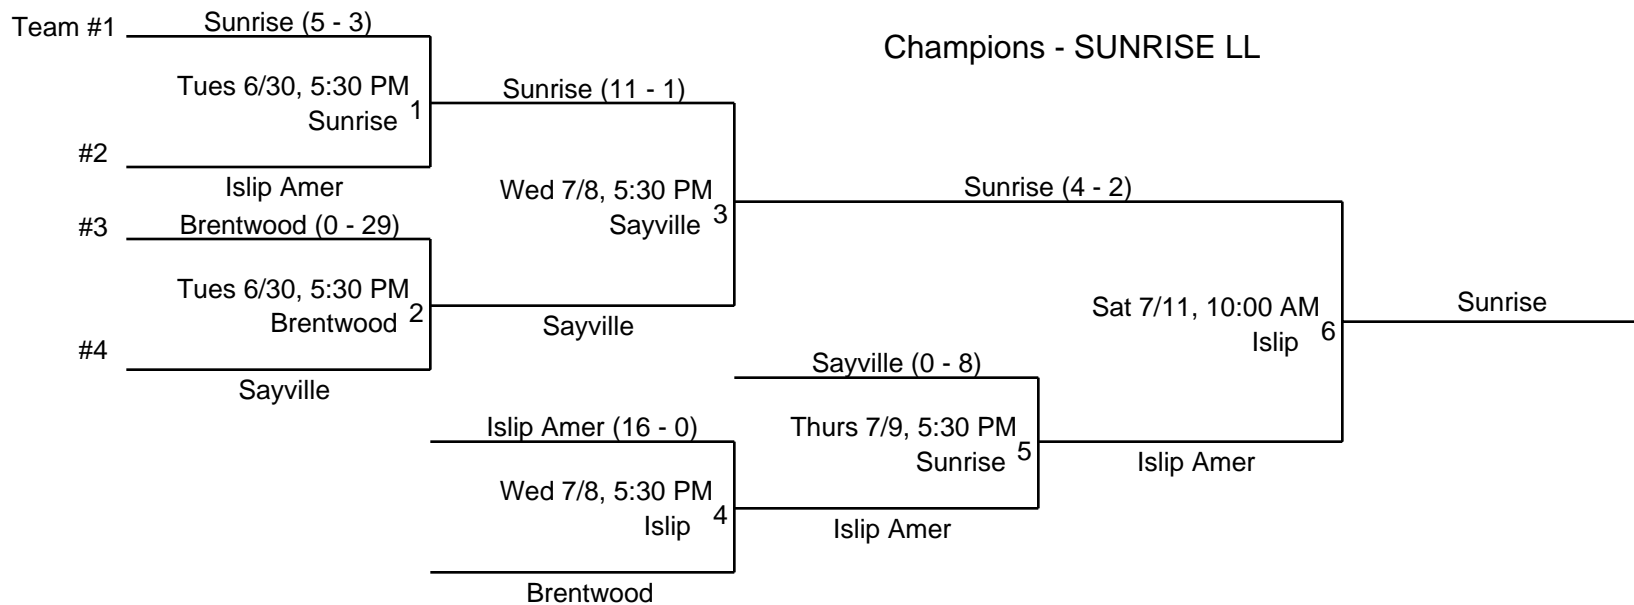 Team #1
Sunrise (5 - 3)
Champions - SUNRISE LL
Tues 6/30, 5:30 PM
Sunrise
1
Sunrise (11 - 1)
#2
Islip Amer
Wed 7/8, 5:30 PM
Sayville
3
Sunrise (4 - 2)
#3
Brentwood (0 - 29)
Tues 6/30, 5:30 PM
Brentwood
2
Sayville
#4
Sayville
Sat 7/11, 10:00 AM
Islip
6
Sunrise
Sayville (0 - 8)
Islip Amer (16 - 0)
Thurs 7/9, 5:30 PM
Sunrise
5
Islip Amer
Wed 7/8, 5:30 PM
Islip
4
Islip Amer
Brentwood